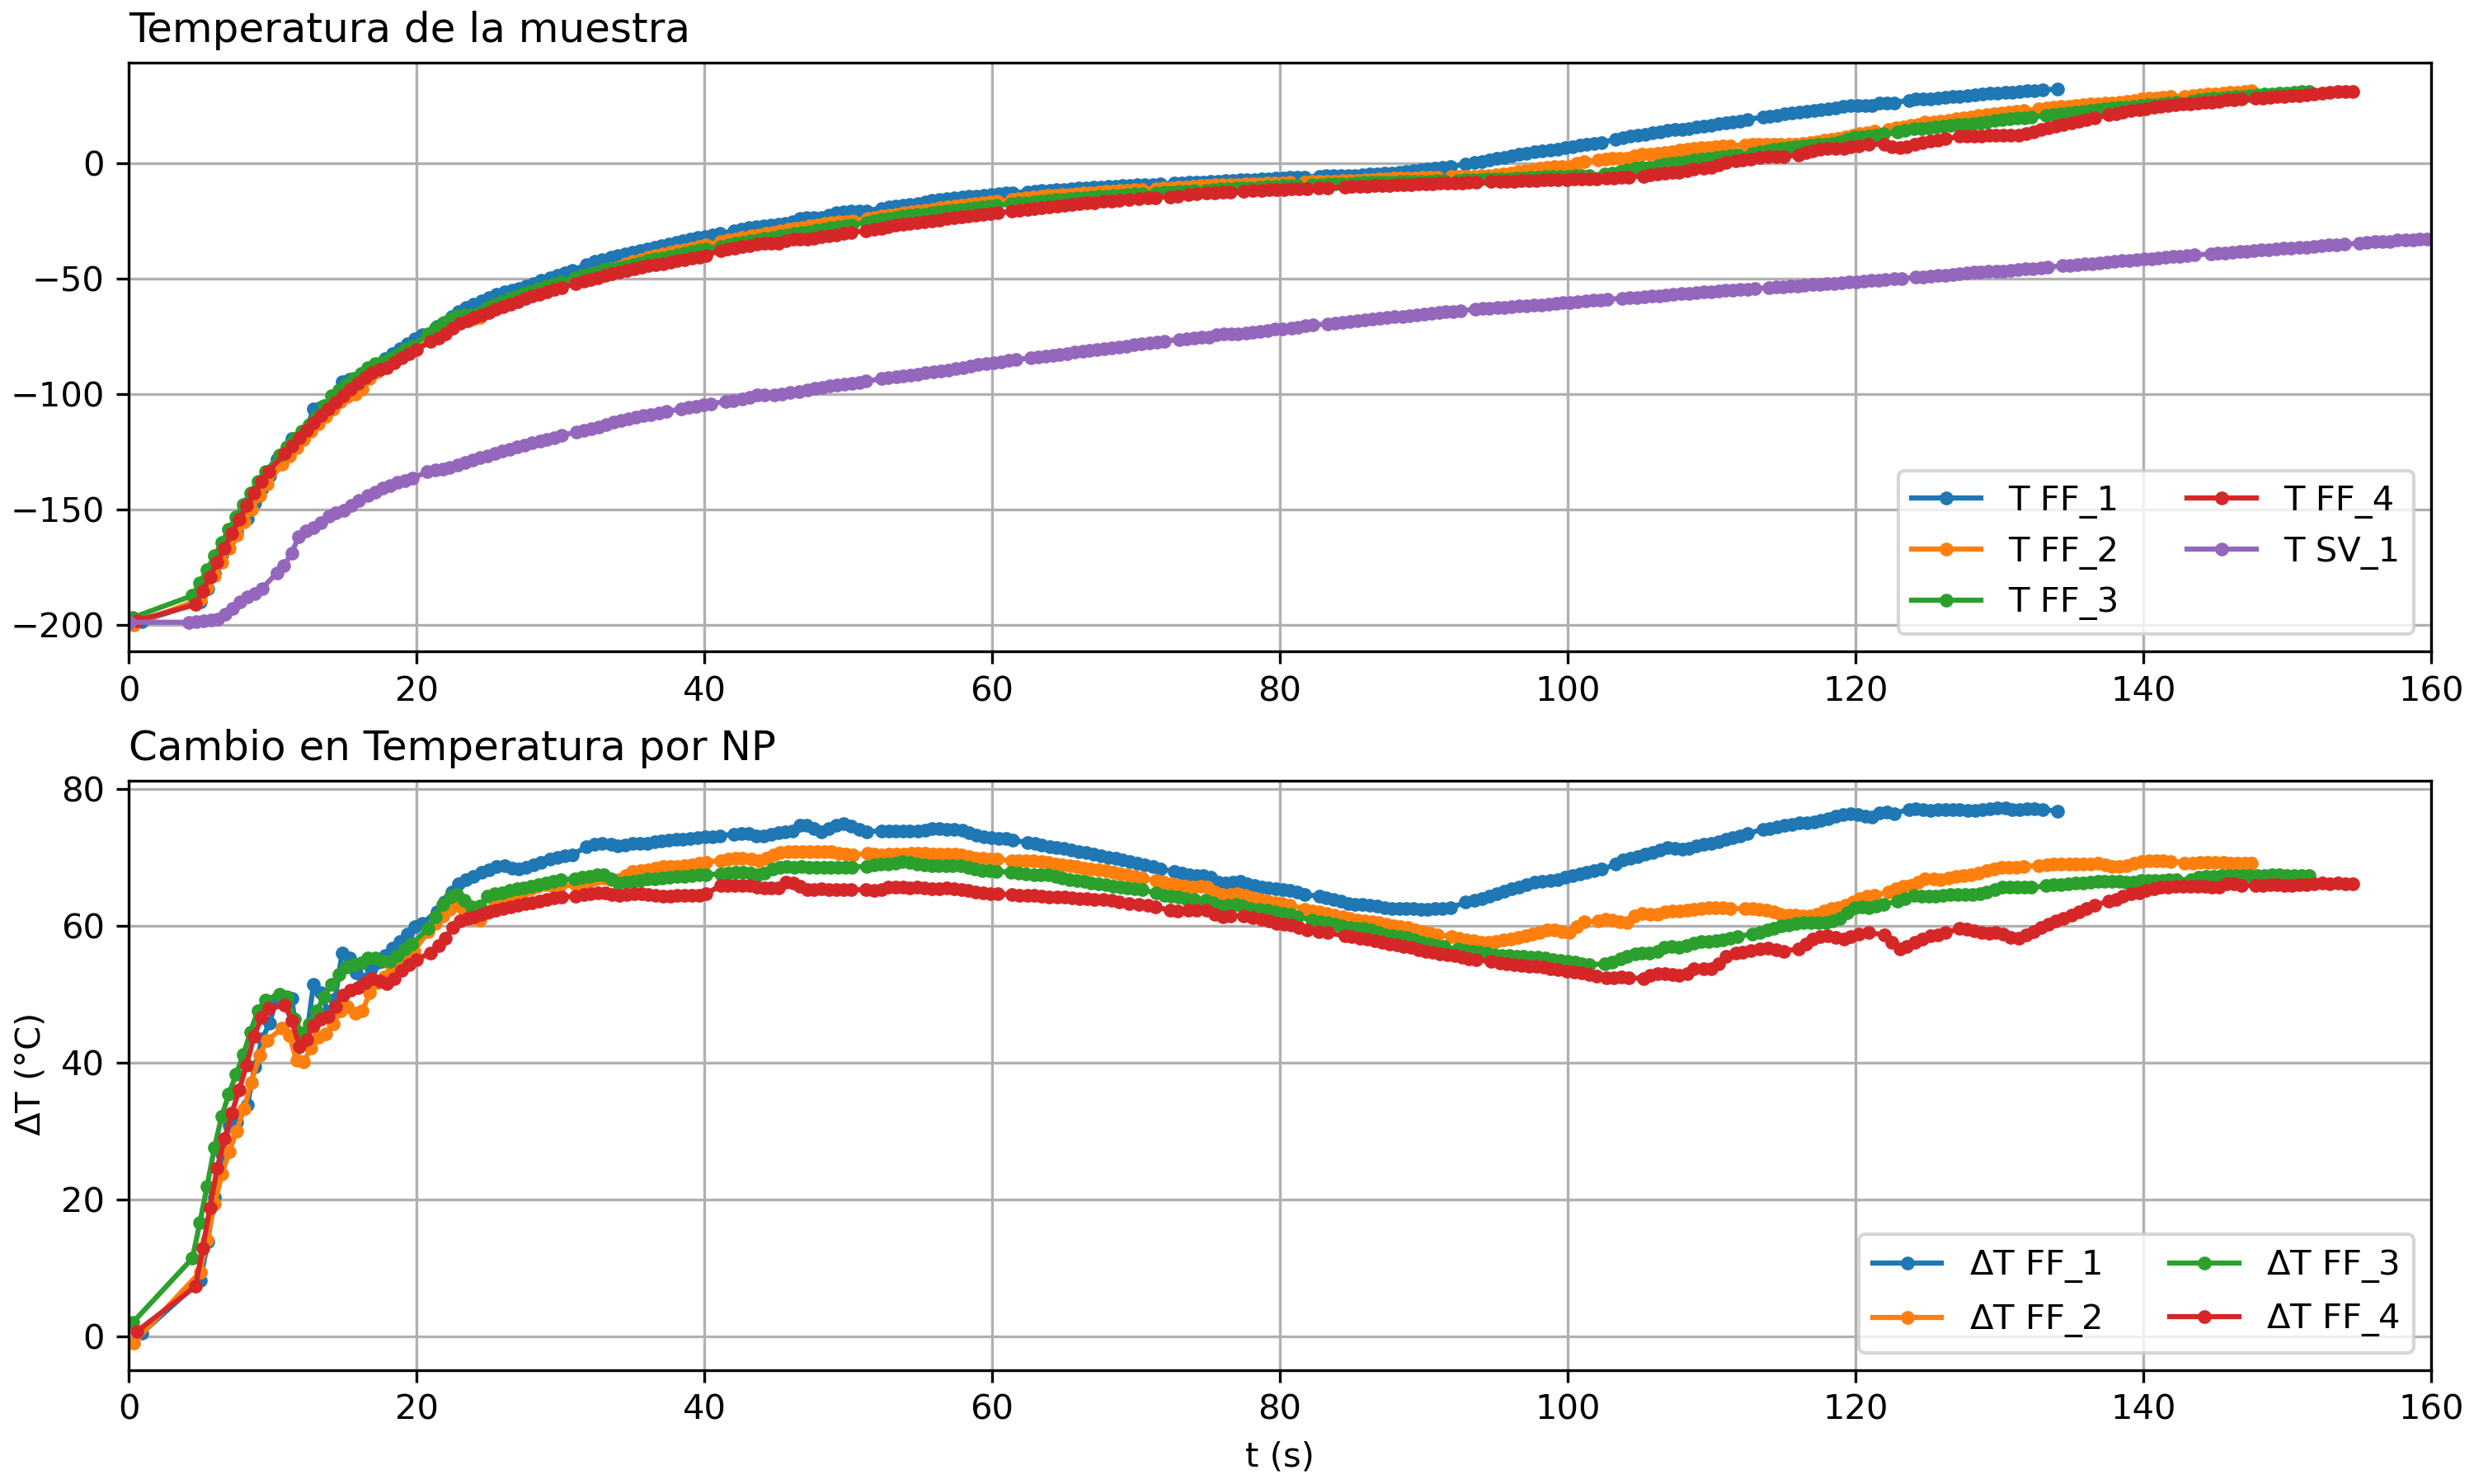 Temperatura de la muestra
0
−50
−100
−150
−200
T FF_1
T FF_2
T FF_3
T FF_4
T SV_1
0 20 40 60 80 100 120 140 160
Cambio en Temperatura por NP
80
60
40
20
0
ΔT (°C)
ΔT FF_1
ΔT FF_2
ΔT FF_3
ΔT FF_4
0 20 40 60 80 100 120 140 160
t (s)